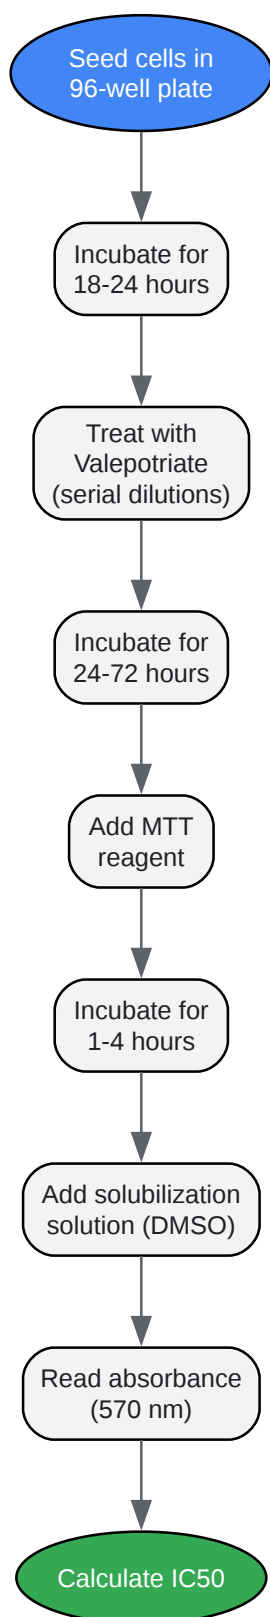 Seed cells in
96-well plate
Incubate for
18-24 hours
Treat with
Valepotriate
(serial dilutions)
Incubate for
24-72 hours
Add MTT
reagent
Incubate for
1-4 hours
Add solubilization
solution (DMSO)
Read absorbance
(570 nm)
Calculate IC50